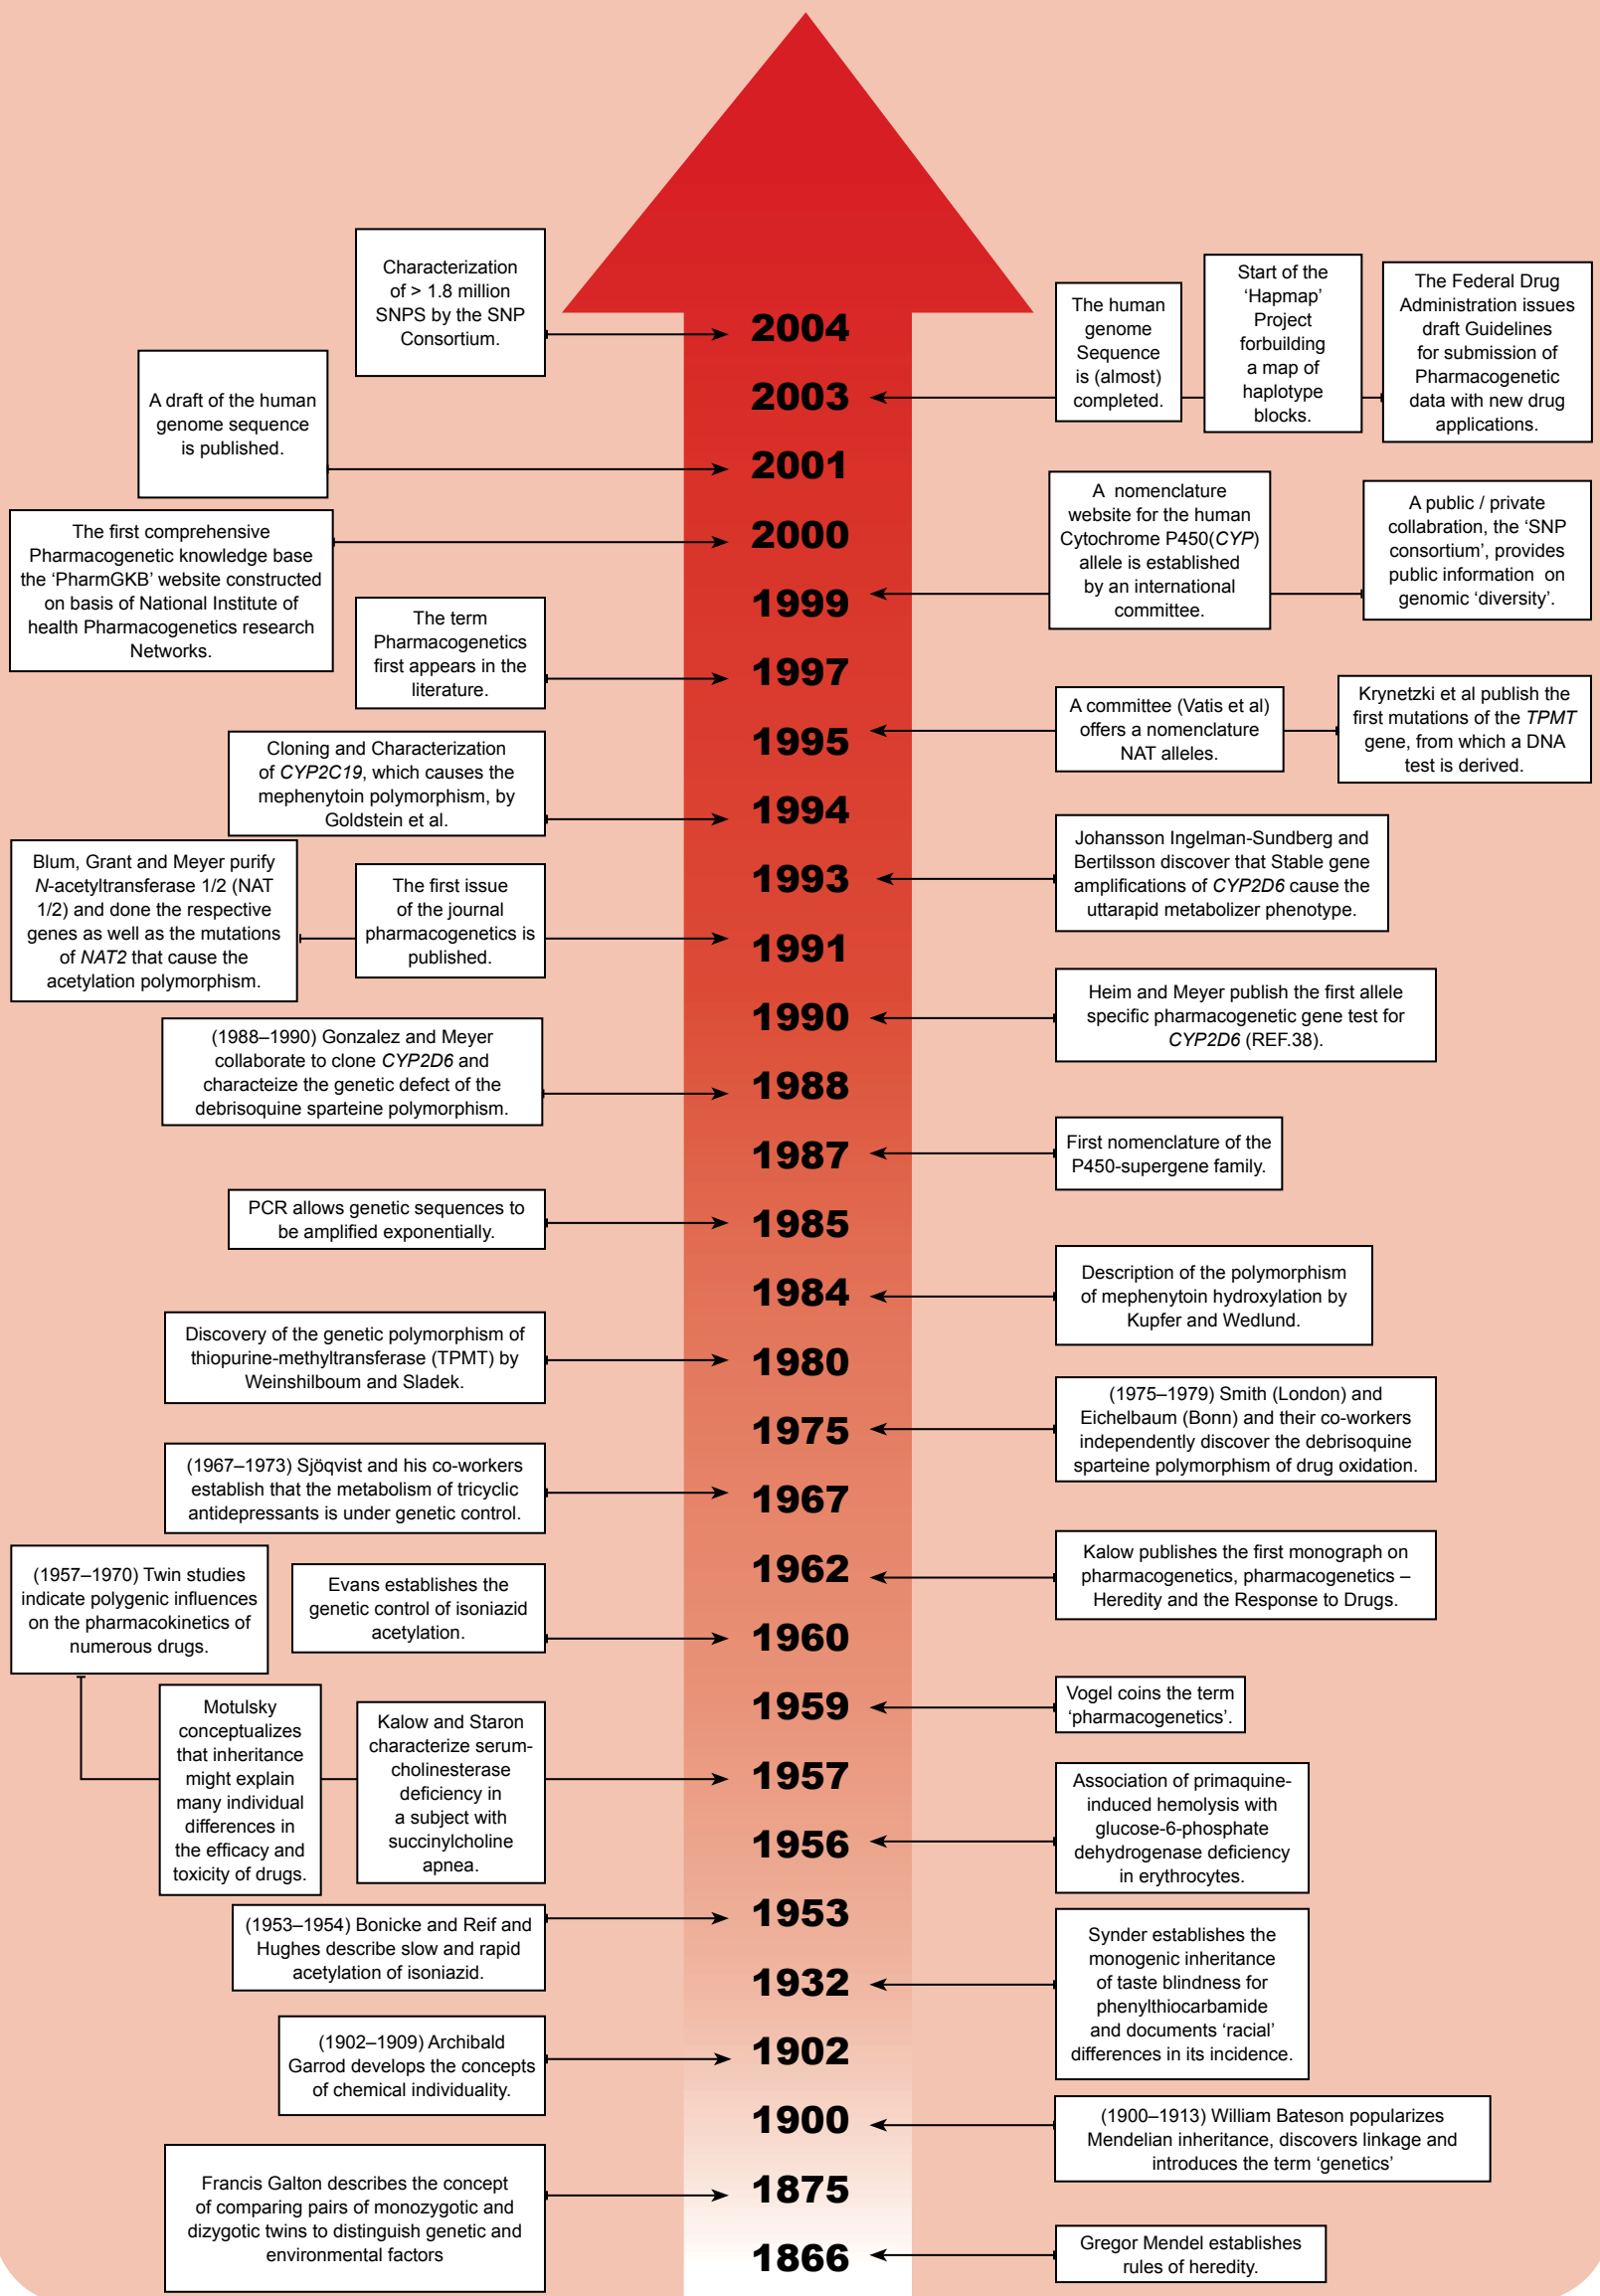 Characterization
of > 1.8 million
SNPS by the SNP
Consortium.
2004
The human
genome
Sequence
is (almost)
completed.
Start of the
‘Hapmap’
Project
forbuilding
a map of
haplotype
blocks.
The Federal Drug
Administration issues
draft Guidelines
for submission of
Pharmacogenetic
data with new drug
applications.
2003
A draft of the human
genome sequence
is published.
2001
The first comprehensive
Pharmacogenetic knowledge base
the ‘PharmGKB’ website constructed
on basis of National Institute of
health Pharmacogenetics research
Networks.
2000
A nomenclature
website for the human
Cytochrome P450(CYP)
allele is established
by an international
committee.
A public / private
collabration, the ‘SNP
consortium’, provides
public information on
genomic ‘diversity’.
1999
The term
Pharmacogenetics
first appears in the
literature.
1997
A committee (Vatis et al)
offers a nomenclature
NAT alleles.
Krynetzki et al publish the
first mutations of the TPMT
gene, from which a DNA
test is derived.
1995
Cloning and Characterization
of CYP2C19, which causes the
mephenytoin polymorphism, by
Goldstein et al.
1994
Johansson Ingelman-Sundberg and
Bertilsson discover that Stable gene
amplifications of CYP2D6 cause the
uttarapid metabolizer phenotype.
1993
Blum, Grant and Meyer purify
N-acetyltransferase 1/2 (NAT
1/2) and done the respective
genes as well as the mutations
of NAT2 that cause the
acetylation polymorphism.
The first issue
of the journal
pharmacogenetics is
published.
1991
Heim and Meyer publish the first allele
specific pharmacogenetic gene test for
CYP2D6 (REF.38).
1990
(1988–1990) Gonzalez and Meyer
collaborate to clone CYP2D6 and
characteize the genetic defect of the
debrisoquine sparteine polymorphism.
1988
First nomenclature of the
P450-supergene family.
1987
PCR allows genetic sequences to
be amplified exponentially.
1985
Description of the polymorphism
of mephenytoin hydroxylation by
Kupfer and Wedlund.
1984
Discovery of the genetic polymorphism of
thiopurine-methyltransferase (TPMT) by
Weinshilboum and Sladek.
1980
(1975–1979) Smith (London) and
Eichelbaum (Bonn) and their co-workers
independently discover the debrisoquine
sparteine polymorphism of drug oxidation.
1975
(1967–1973) Sjöqvist and his co-workers
establish that the metabolism of tricyclic
antidepressants is under genetic control.
1967
Kalow publishes the first monograph on
pharmacogenetics, pharmacogenetics –
Heredity and the Response to Drugs.
1962
(1957–1970) Twin studies
indicate polygenic influences
on the pharmacokinetics of
numerous drugs.
Evans establishes the
genetic control of isoniazid
acetylation.
1960
Vogel coins the term
‘pharmacogenetics’.
1959
Motulsky
conceptualizes
that inheritance
might explain
many individual
differences in
the efficacy and
toxicity of drugs.
Kalow and Staron
characterize serum-
cholinesterase
deficiency in
a subject with
succinylcholine
apnea.
1957
Association of primaquine-
induced hemolysis with
glucose-6-phosphate
dehydrogenase deficiency
in erythrocytes.
1956
(1953–1954) Bonicke and Reif and
Hughes describe slow and rapid
acetylation of isoniazid.
1953
Synder establishes the
monogenic inheritance
of taste blindness for
phenylthiocarbamide
and documents ‘racial’
differences in its incidence.
1932
(1902–1909) Archibald
Garrod develops the concepts
of chemical individuality.
1902
(1900–1913) William Bateson popularizes
Mendelian inheritance, discovers linkage and
introduces the term ‘genetics’
1900
Francis Galton describes the concept
of comparing pairs of monozygotic and
dizygotic twins to distinguish genetic and
environmental factors
1875
Gregor Mendel establishes
rules of heredity.
1866